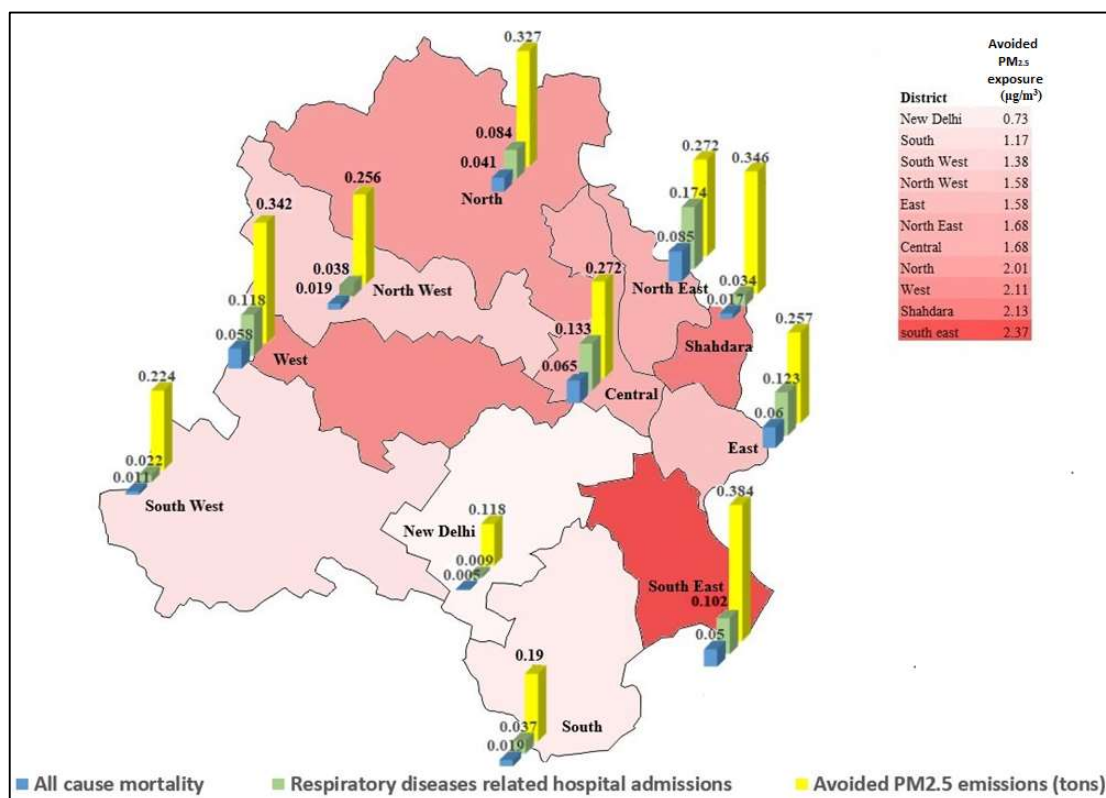 0.327
0.084
0.041
North
0.256
0.038
0.019
North West
0.342
0.118
0.058
West
0.272
0.174
0.085
North East
0.346
0.034
0.017
Shahdara
0.272
0.133
0.065
Central
0.257
0.123
0.06
East
0.224
0.022
0.011
South West
0.118
0.009
0.005
New Delhi
0.384
0.102
0.05
South East
0.19
0.037
0.019
South
Avoided
PM2.5
exposure
District (µg/m³)
New Delhi 0.73
South 1.17
South West 1.38
North West 1.58
East 1.58
North East 1.68
Central 1.68
North 2.01
West 2.11
Shahdara 2.13
south east 2.37
All cause mortality Respiratory diseases related hospital admissions Avoided PM2.5 emissions (tons)